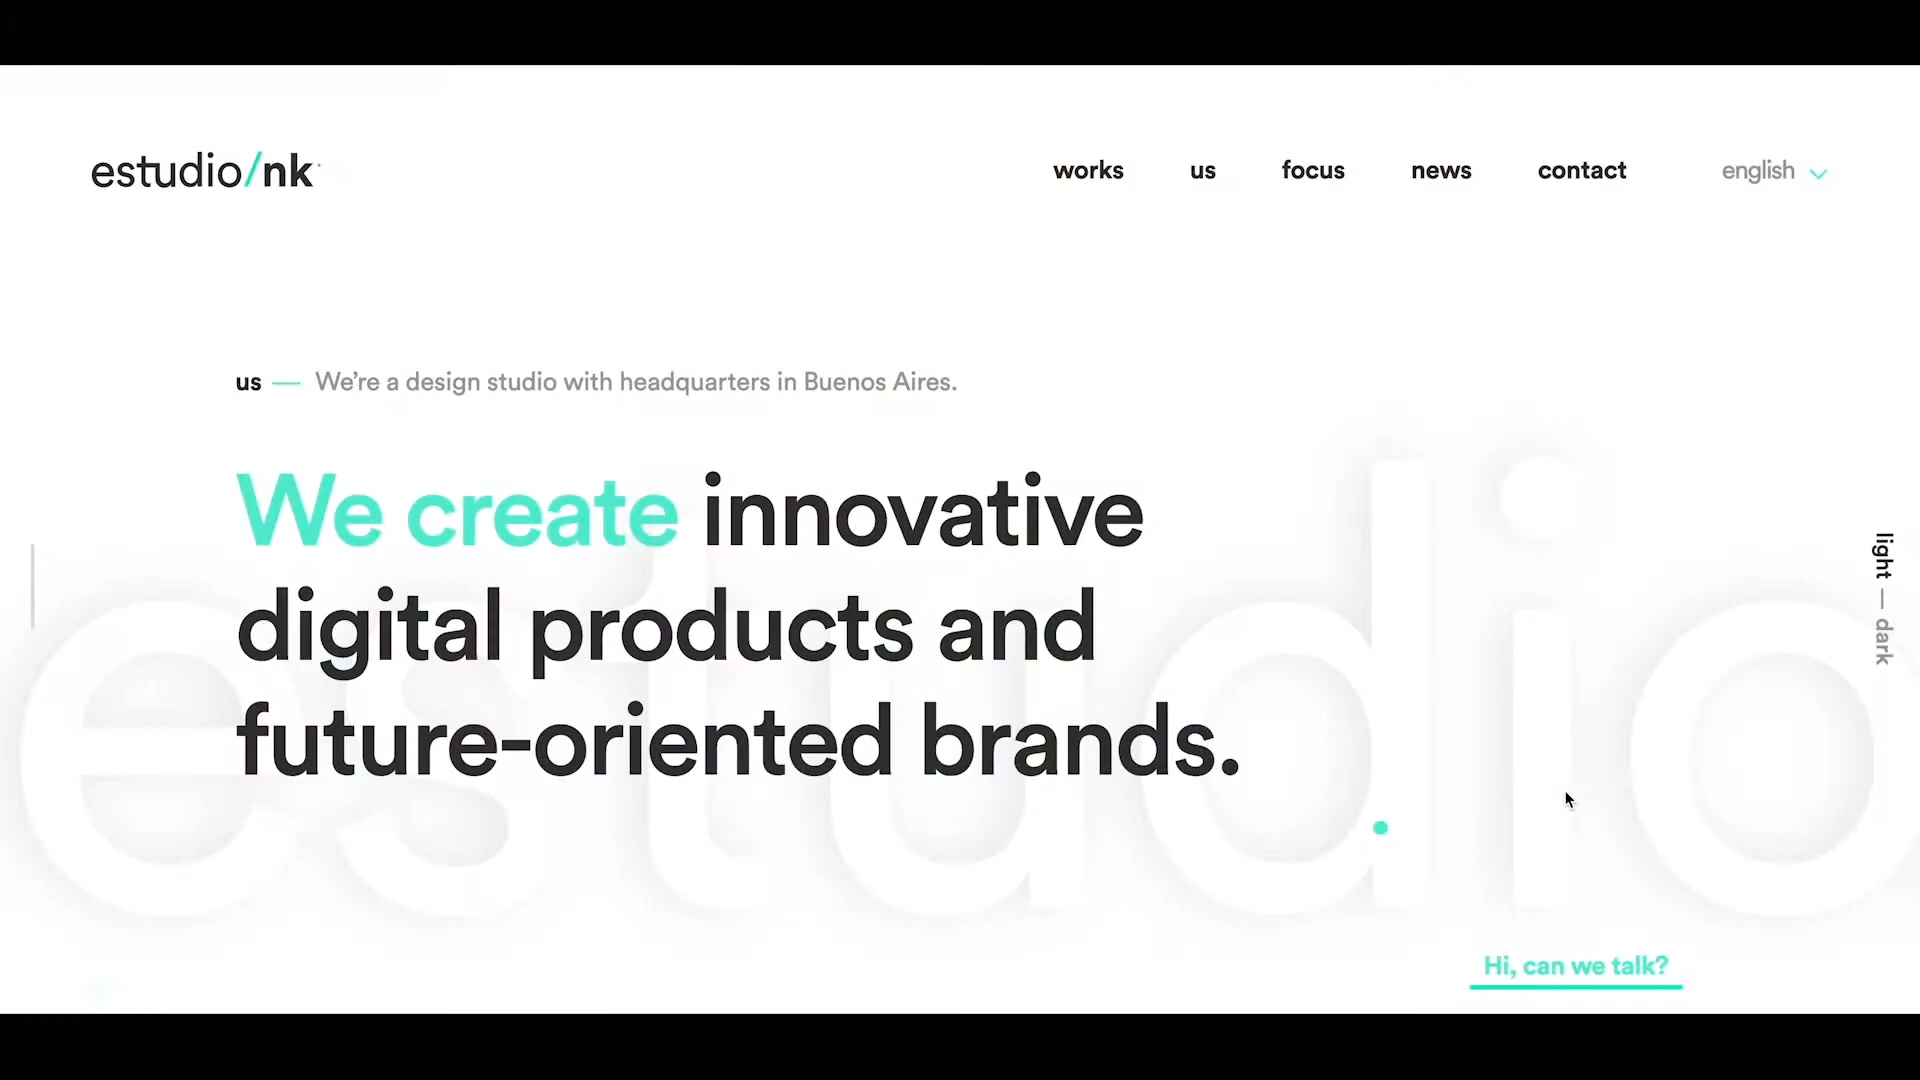 estudio/nk
works us focus news contact english
us — We’re a design studio with headquarters in Buenos Aires.
We create innovative
digital products and
future-oriented brands.
light — dark
estudio
Hi, can we talk?